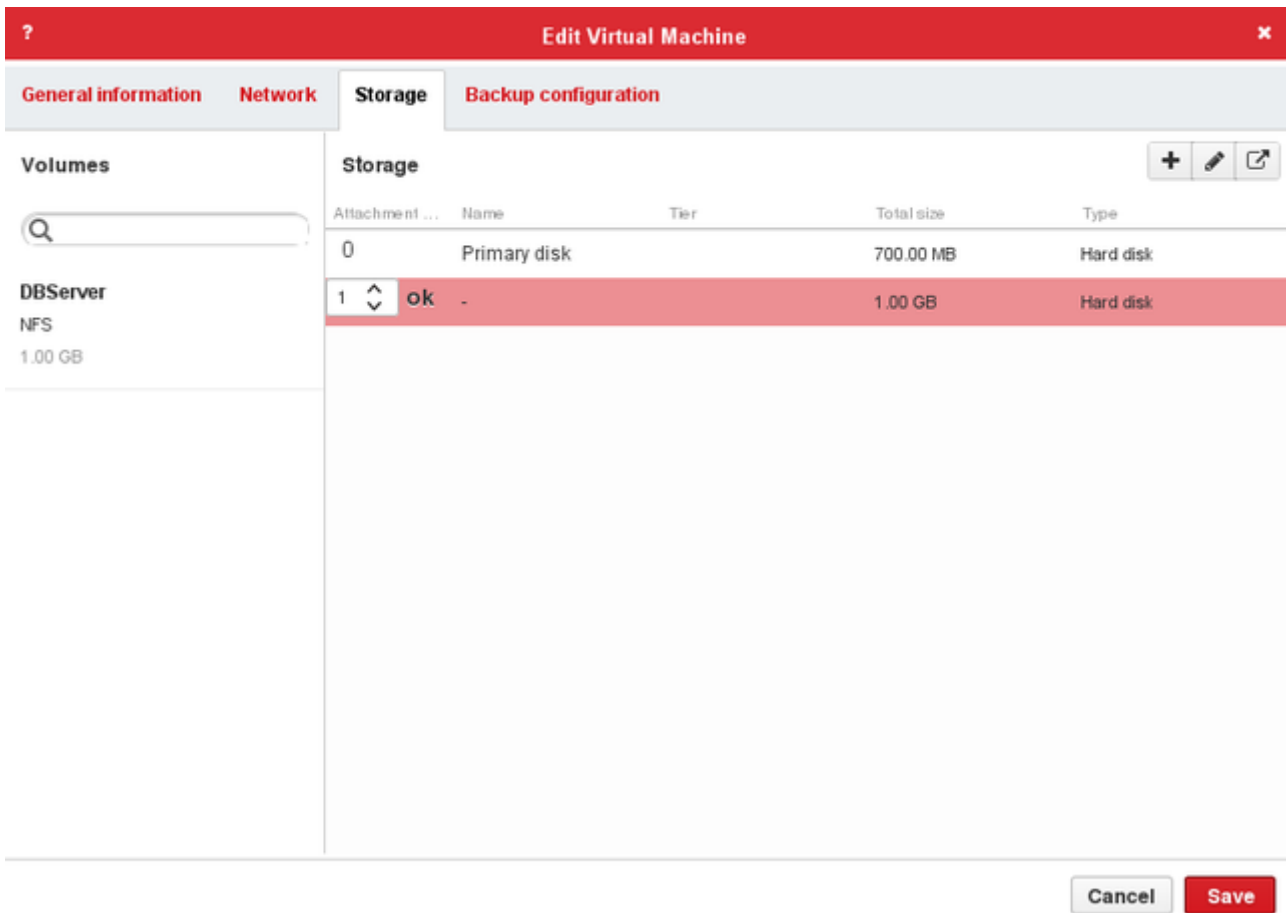 ? Edit Virtual Machine ×
General information Network Storage Backup configuration
Volumes
DBServer
NFS
1.00 GB
Storage
Attachment ... Name Tier Total size Type
0 Primary disk 700.00 MB Hard disk
1 ok - 1.00 GB Hard disk
Cancel Save